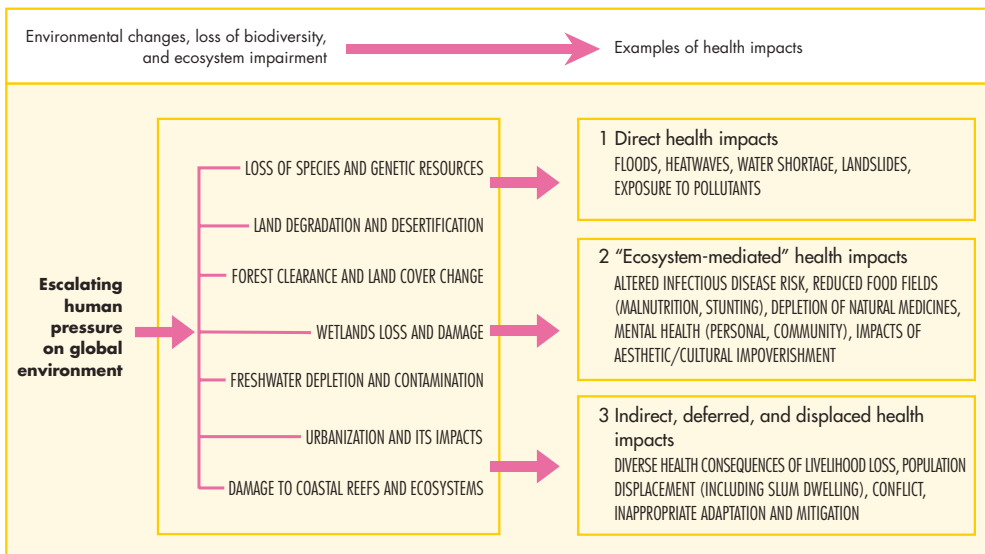 Environmental changes, loss of biodiversity,
and ecosystem impairment
Examples of health impacts
Escalating
human
pressure
on global
environment
LOSS OF SPECIES AND GENETIC RESOURCES
LAND DEGRADATION AND DESERTIFICATION
FOREST CLEARANCE AND LAND COVER CHANGE
WETLANDS LOSS AND DAMAGE
FRESHWATER DEPLETION AND CONTAMINATION
URBANIZATION AND ITS IMPACTS
DAMAGE TO COASTAL REEFS AND ECOSYSTEMS
1 Direct health impacts
FLOODS, HEATWAVES, WATER SHORTAGE, LANDSLIDES,
EXPOSURE TO POLLUTANTS
2 “Ecosystem-mediated” health impacts
ALTERED INFECTIOUS DISEASE RISK, REDUCED FOOD FIELDS
(MALNUTRITION, STUNTING), DEPLETION OF NATURAL MEDICINES,
MENTAL HEALTH (PERSONAL, COMMUNITY), IMPACTS OF
AESTHETIC/CULTURAL IMPOVERISHMENT
3 Indirect, deferred, and displaced health
impacts
DIVERSE HEALTH CONSEQUENCES OF LIVELIHOOD LOSS, POPULATION
DISPLACEMENT (INCLUDING SLUM DWELLING), CONFLICT,
INAPPROPRIATE ADAPTATION AND MITIGATION